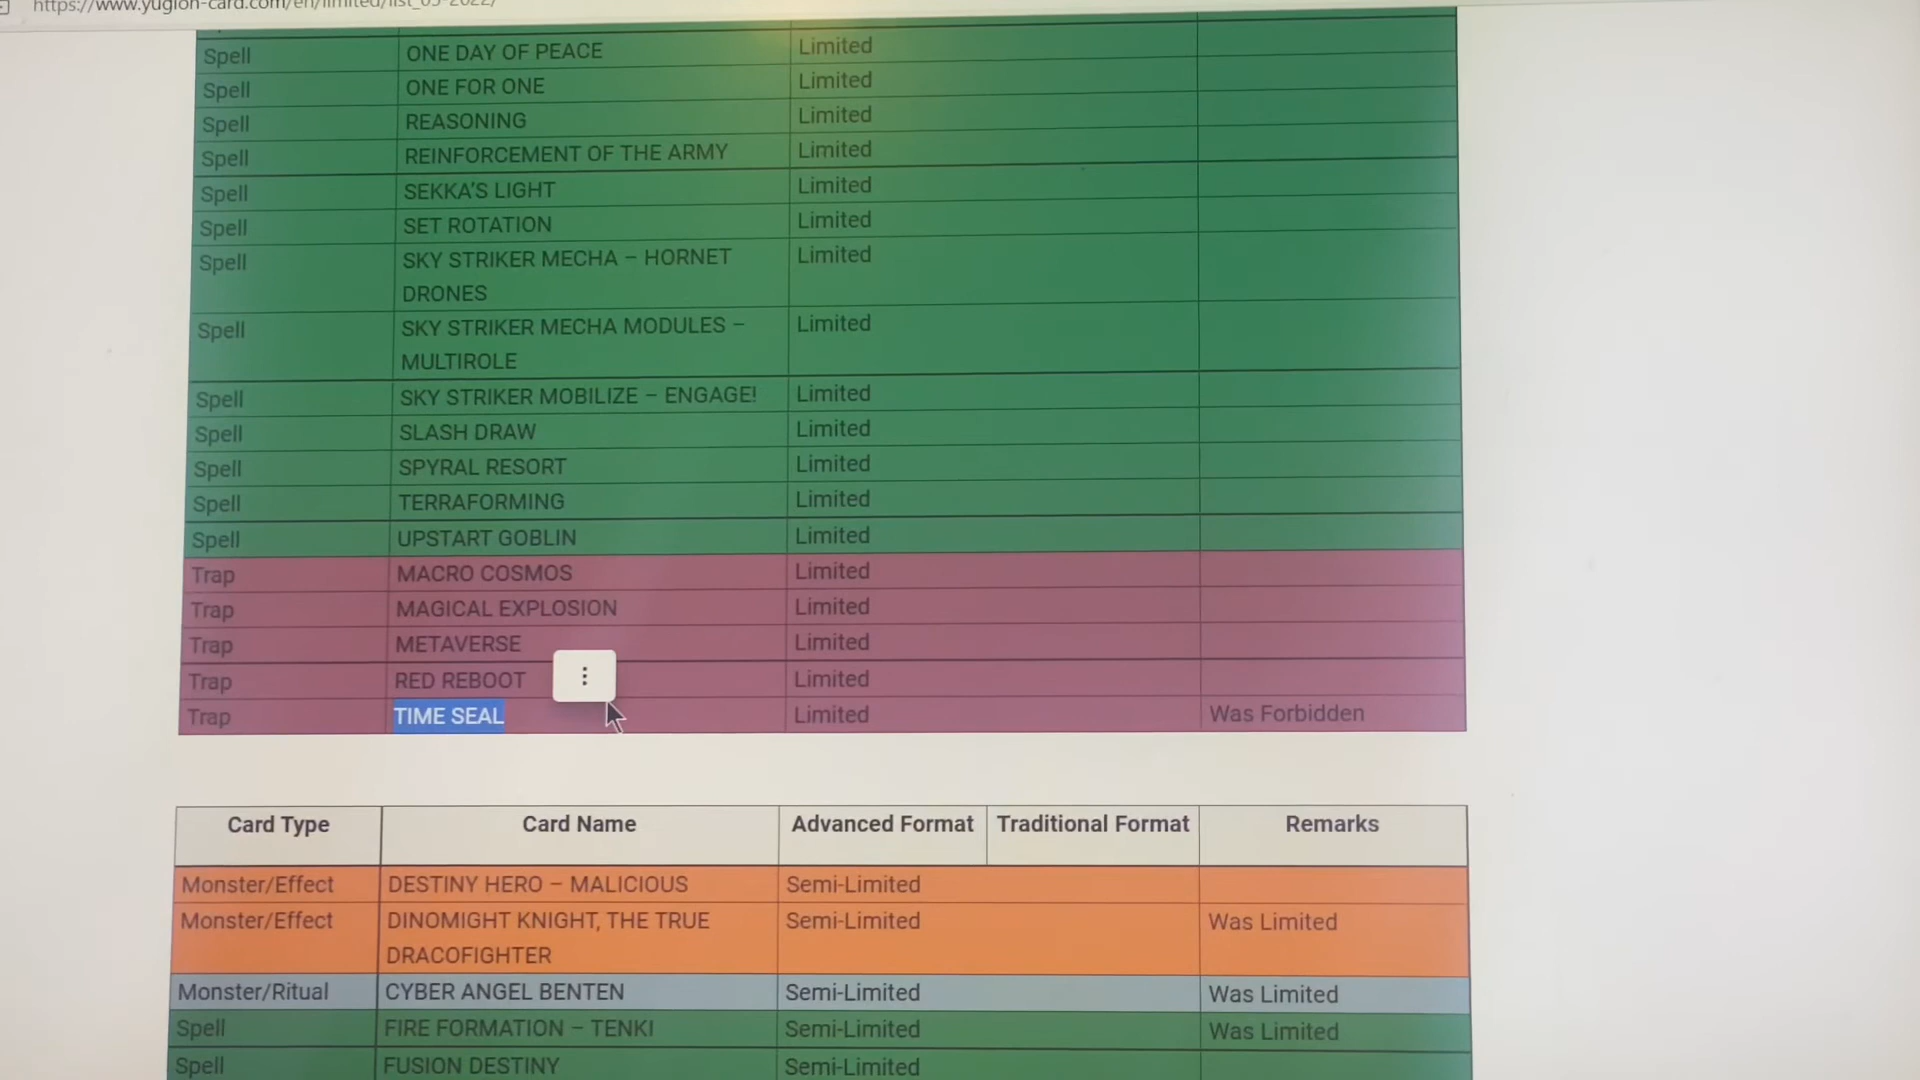 https://www.yugioh-card.com/en/limited/list_05-2022/
Spell ONE DAY OF PEACE Limited
Spell ONE FOR ONE Limited
Spell REASONING Limited
Spell REINFORCEMENT OF THE ARMY Limited
Spell SEKKA'S LIGHT Limited
Spell SET ROTATION Limited
Spell SKY STRIKER MECHA – HORNET Limited
DRONES
Spell SKY STRIKER MECHA MODULES – Limited
MULTIROLE
Spell SKY STRIKER MOBILIZE – ENGAGE! Limited
Spell SLASH DRAW Limited
Spell SPYRAL RESORT Limited
Spell TERRAFORMING Limited
Spell UPSTART GOBLIN Limited
Trap MACRO COSMOS Limited
Trap MAGICAL EXPLOSION Limited
Trap METAVERSE Limited
Trap RED REBOOT Limited
Trap TIME SEAL Limited Was Forbidden
Card Type Card Name Advanced Format Traditional Format Remarks
Monster/Effect DESTINY HERO – MALICIOUS Semi-Limited
Monster/Effect DINOMIGHT KNIGHT, THE TRUE Semi-Limited Was Limited
DRACOFIGHTER
Monster/Ritual CYBER ANGEL BENTEN Semi-Limited Was Limited
Spell FIRE FORMATION – TENKI Semi-Limited Was Limited
Spell FUSION DESTINY Semi-Limited